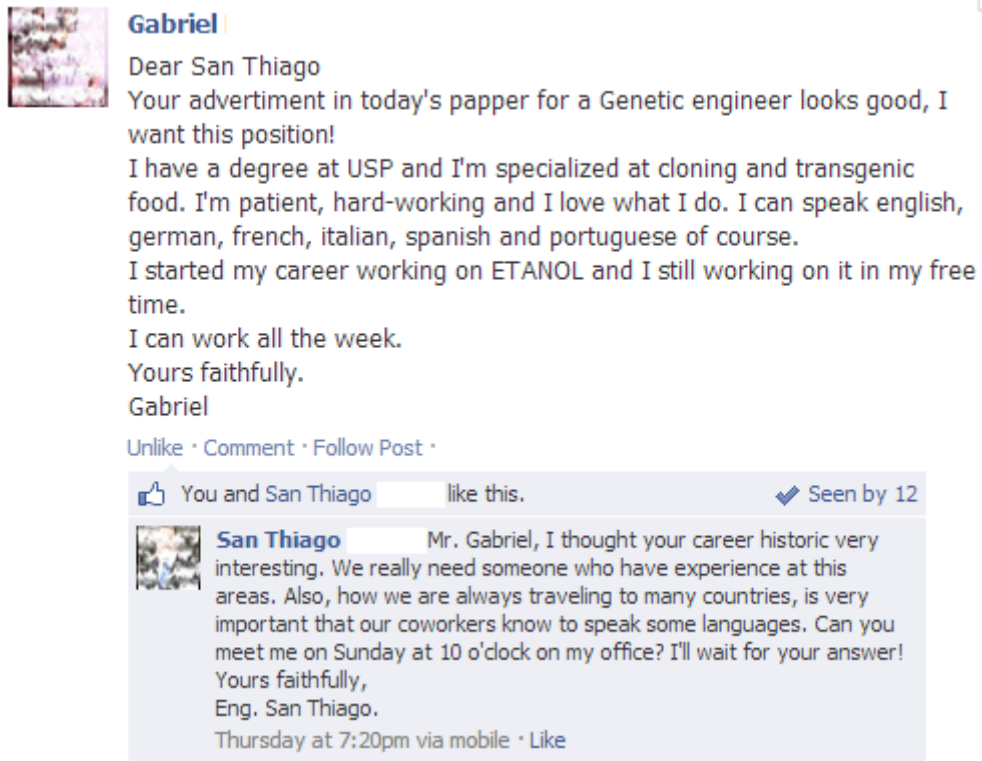 Gabriel
Dear San Thiago
Your advertiment in today's papper for a Genetic engineer looks good, I
want this position!
I have a degree at USP and I'm specialized at cloning and transgenic
food. I'm patient, hard-working and I love what I do. I can speak english,
german, french, italian, spanish and portuguese of course.
I started my career working on ETANOL and I still working on it in my free
time.
I can work all the week.
Yours faithfully.
Gabriel
Unlike · Comment · Follow Post ·
You and San Thiago like this. Seen by 12
San Thiago Mr. Gabriel, I thought your career historic very
interesting. We really need someone who have experience at this
areas. Also, how we are always traveling to many countries, is very
important that our coworkers know to speak some languages. Can you
meet me on Sunday at 10 o'clock on my office? I'll wait for your answer!
Yours faithfully,
Eng. San Thiago.
Thursday at 7:20pm via mobile · Like